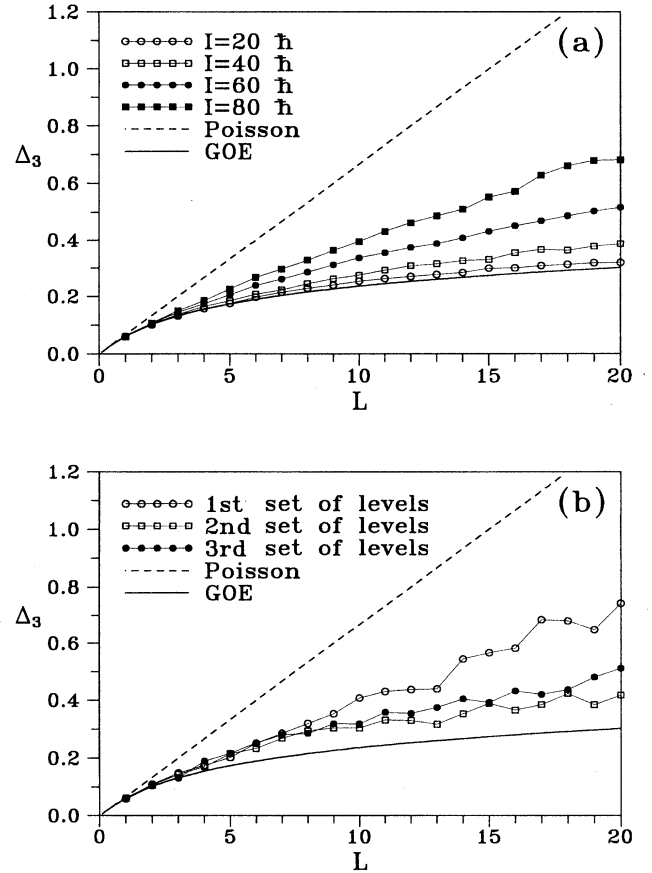 1.2
(a)
I=20 ħ
I=40 ħ
1.0
I=60 ħ
I=80 ħ
0.8
Poisson
GOE
Δ₃
0.6
0.4
0.2
0.0
0 5 10 15 20
L
1.2
(b)
1st set of levels
2nd set of levels
1.0
3rd set of levels
Poisson
GOE
0.8
Δ₃
0.6
0.4
0.2
0.0
0 5 10 15 20
L